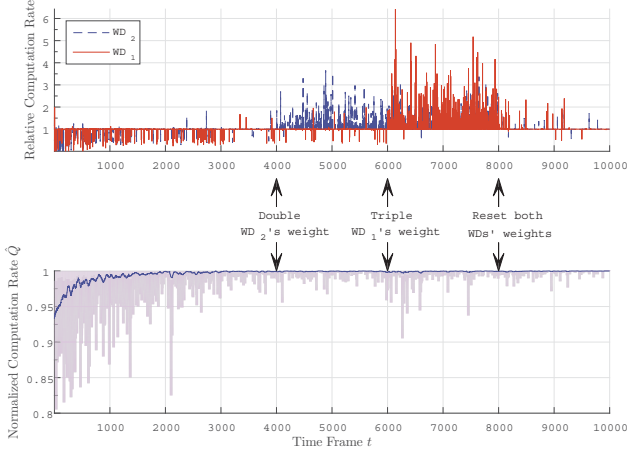 Relative Computation Rate
6
5
4
3
2
1
WD 2
WD 1
1000 2000 3000 4000 5000 6000 7000 8000 9000 10000
Double Triple Reset both
WD 2's weight WD 1's weight WDs' weights
Normalized Computation Rate Q̂
1
0.95
0.9
0.85
0.8
1000 2000 3000 4000 5000 6000 7000 8000 9000 10000
Time Frame t